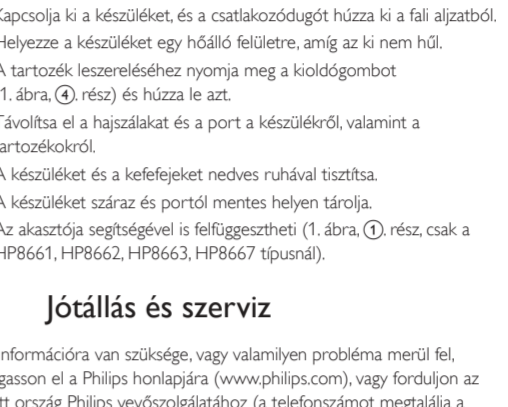 Kapcsolja ki a készüléket, és a csatlakozódugót húzza ki a fali aljzatból.
Helyezze a készüléket egy hőálló felületre, amíg az ki nem hűl.
A tartozék leszereléséhez nyomja meg a kioldógombot
1. ábra, ④. rész) és húzza le azt.
Távolítsa el a hajszálakat és a port a készülékről, valamint a
tartozékokról.
A készüléket és a kefefejeket nedves ruhával tisztítsa.
A készüléket száraz és portól mentes helyen tárolja.
Az akasztója segítségével is felfüggesztheti (1. ábra, ①. rész, csak a
HP8661, HP8662, HP8663, HP8667 típusnál).
Jótállás és szerviz
információra van szüksége, vagy valamilyen probléma merül fel,
gasson el a Philips honlapjára (www.philips.com), vagy forduljon az
tt ország Philips vevőszolgálatához (a telefonszámot megtalálja a